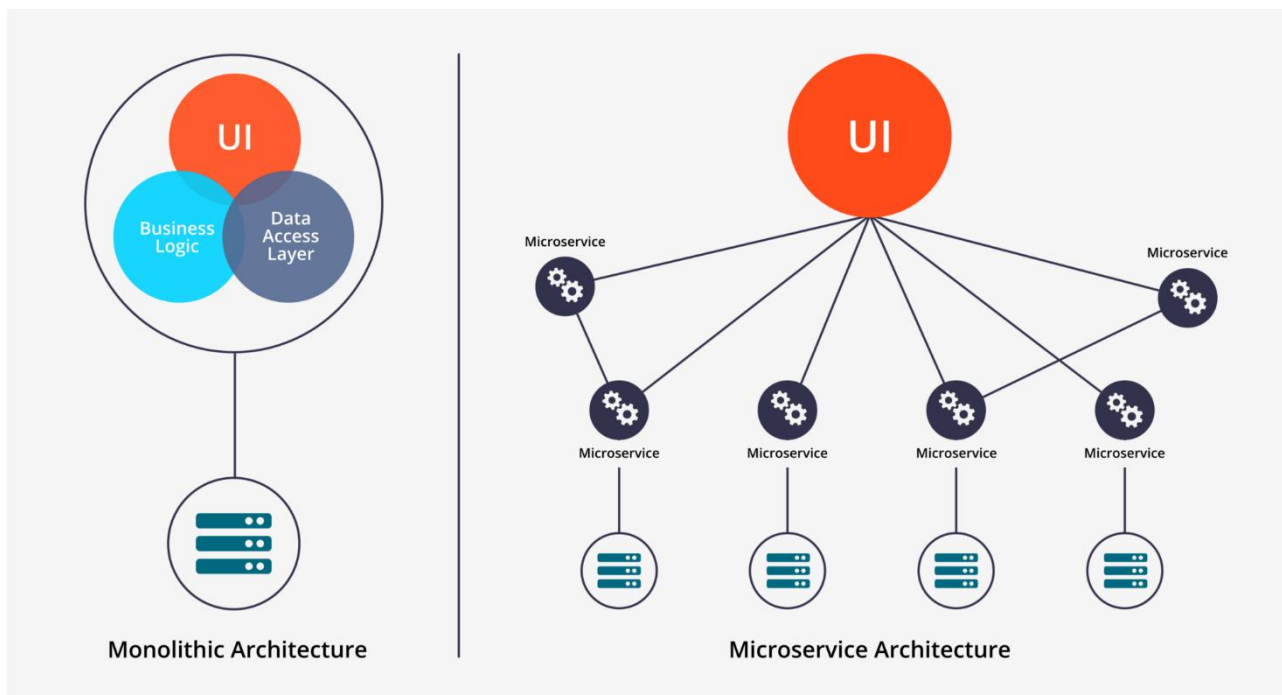 UI
Business
Logic
Data
Access
Layer
Monolithic Architecture
UI
Microservice
Microservice
Microservice
Microservice
Microservice
Microservice
Microservice Architecture